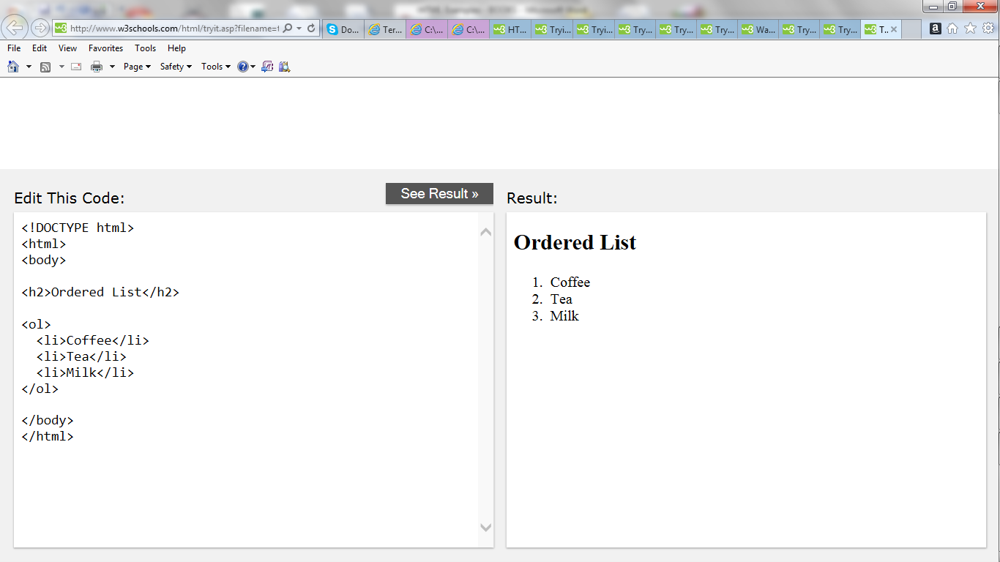 http://www.w3schools.com/html/tryit.asp?filename=t
Do... Ter... C:\... C:\... HT... Tryi... Tryi... Try... Try... Try... Wa... Try... Try... T...
File Edit View Favorites Tools Help
Page Safety Tools
Edit This Code:
See Result »
Result:
<!DOCTYPE html>
<html>
<body>
<h2>Ordered List</h2>
<ol>
<li>Coffee</li>
<li>Tea</li>
<li>Milk</li>
</ol>
</body>
</html>
Ordered List
1. Coffee
2. Tea
3. Milk